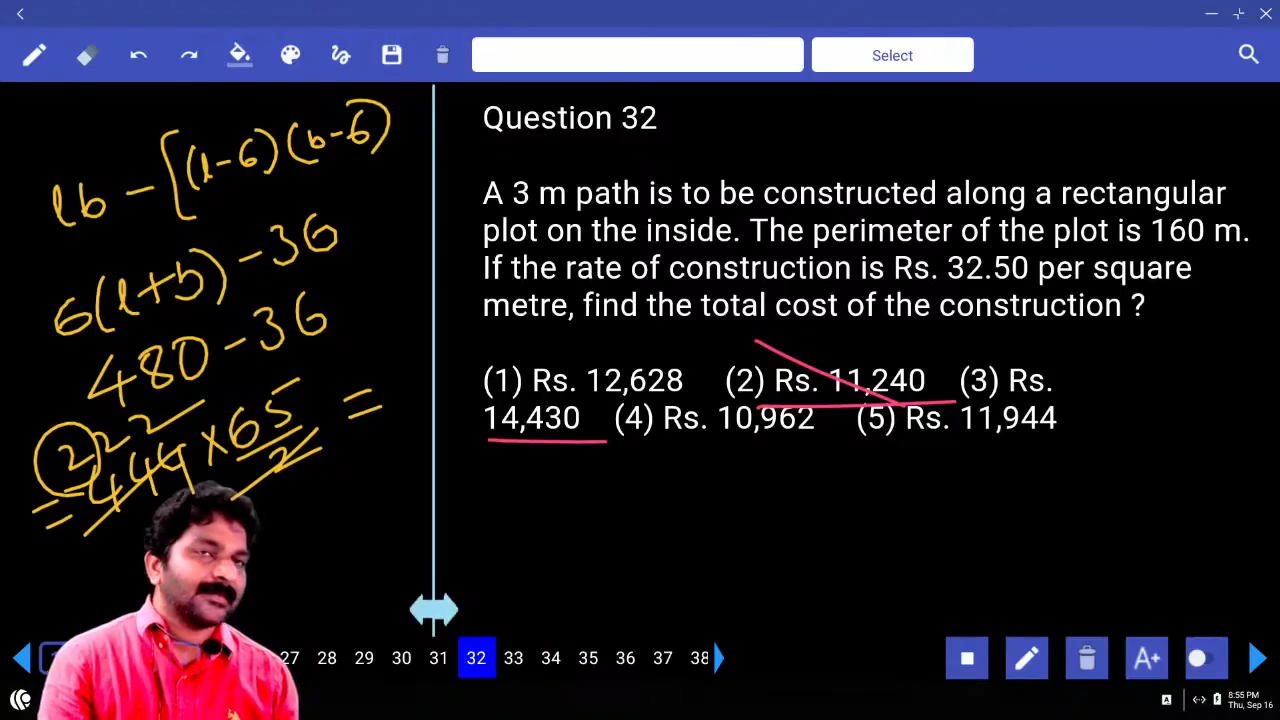 Select
Question 32
A 3 m path is to be constructed along a rectangular
plot on the inside. The perimeter of the plot is 160 m.
If the rate of construction is Rs. 32.50 per square
metre, find the total cost of the construction ?
(1) Rs. 12,628 (2) Rs. 11,240 (3) Rs.
14,430 (4) Rs. 10,962 (5) Rs. 11,944
lb - [(l-6)(b-6)
6(l+b) - 36
480 - 36
222
= 444 × 65/2 =
27 28 29 30 31 32 33 34 35 36 37 38
A+
A
8:55 PM
Thu, Sep 16